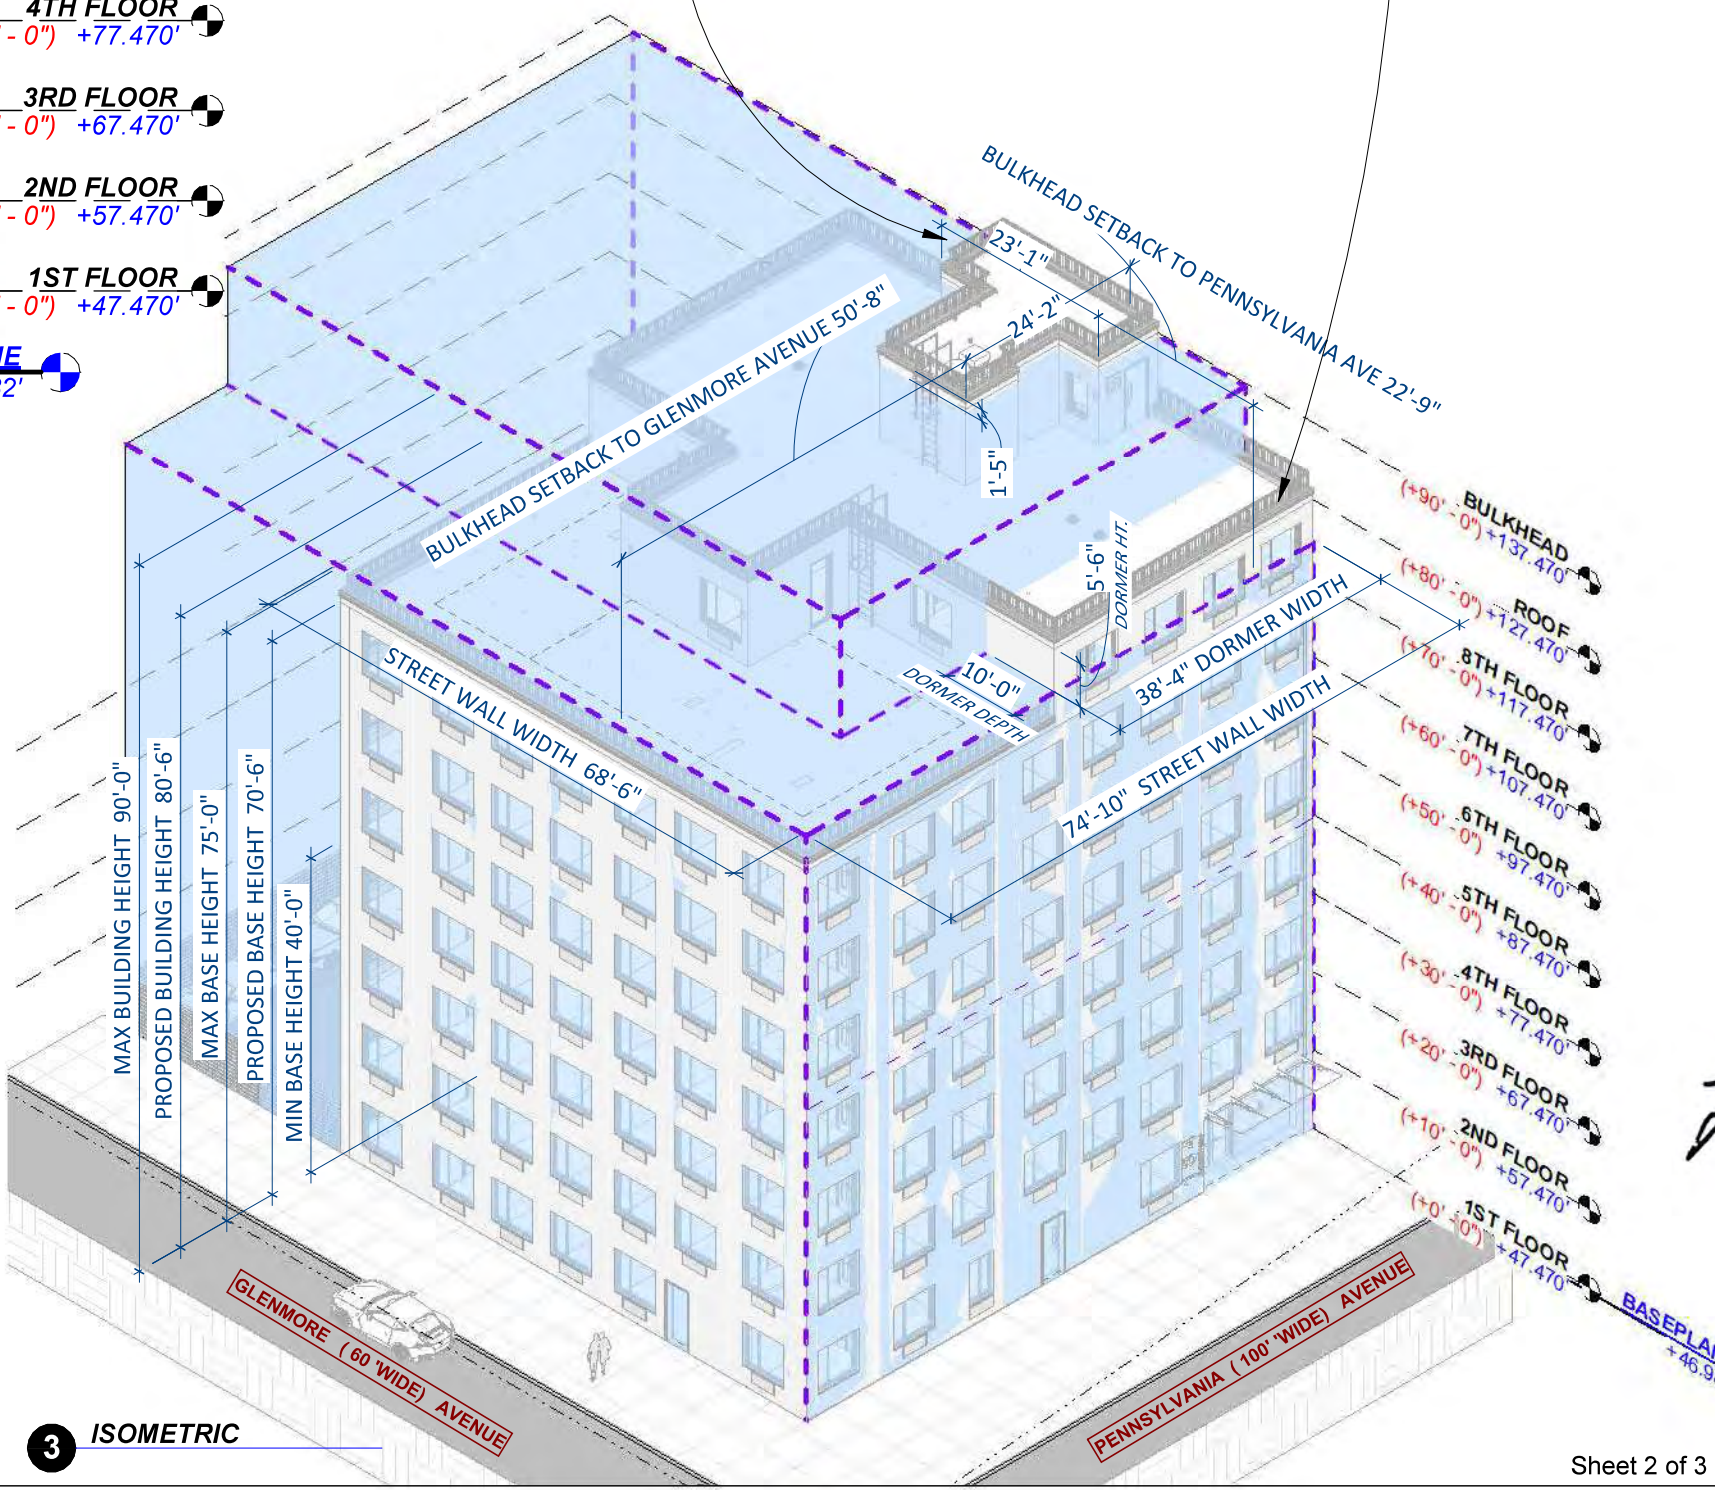 4TH FLOOR
- 0") +77.470'
3RD FLOOR
- 0") +67.470'
2ND FLOOR
- 0") +57.470'
1ST FLOOR
- 0") +47.470'
BULKHEAD SETBACK TO PENNSYLVANIA AVE 22'-9"
23'-1"
24'-2"
BULKHEAD SETBACK TO GLENMORE AVENUE 50'-8"
1'-5"
5'-6"
DORMER HT.
10'-0"
DORMER DEPTH
38'-4" DORMER WIDTH
74'-10" STREET WALL WIDTH
STREET WALL WIDTH 68'-6"
MAX BUILDING HEIGHT 90'-0"
PROPOSED BUILDING HEIGHT 80'-6"
MAX BASE HEIGHT 75'-0"
PROPOSED BASE HEIGHT 70'-6"
MIN BASE HEIGHT 40'-0"
BULKHEAD
(+90' - 0") +137.470'
ROOF
(+80' - 0") +127.470'
8TH FLOOR
(+70' - 0") +117.470'
7TH FLOOR
(+60' - 0") +107.470'
6TH FLOOR
(+50' - 0") +97.470'
5TH FLOOR
(+40' - 0") +87.470'
4TH FLOOR
(+30' - 0") +77.470'
3RD FLOOR
(+20' - 0") +67.470'
2ND FLOOR
(+10' - 0") +57.470'
1ST FLOOR
(+0' - 0") +47.470'
GLENMORE ( 60 'WIDE) AVENUE
PENNSYLVANIA ( 100' 'WIDE) AVENUE
3 ISOMETRIC
Sheet 2 of 3